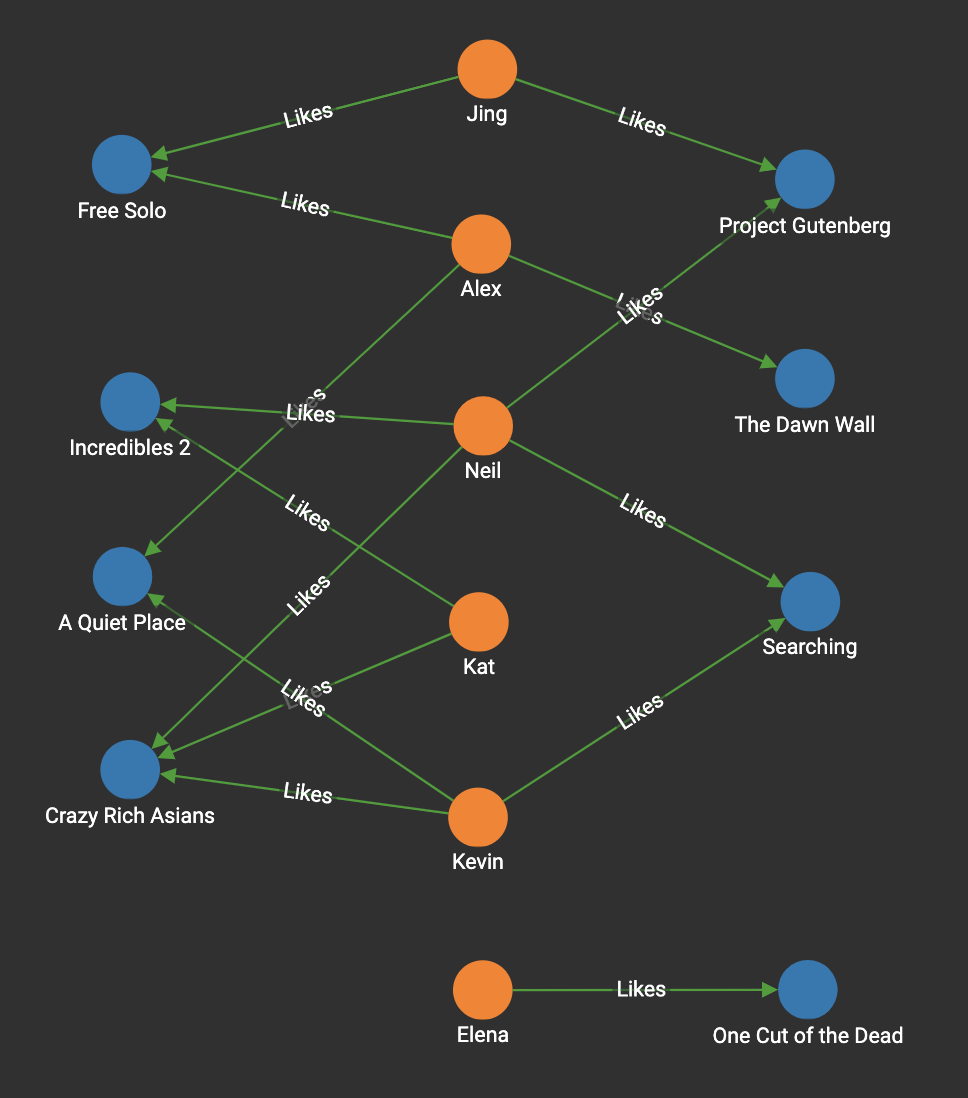 Jing
Likes
Likes
Free Solo
Project Gutenberg
Likes
Alex
Likes
Likes
The Dawn Wall
Likes
Likes
Incredibles 2
Neil
Likes
Likes
A Quiet Place
Likes
Searching
Kat
Likes
Likes
Likes
Crazy Rich Asians
Likes
Kevin
Likes
Elena
Likes
One Cut of the Dead